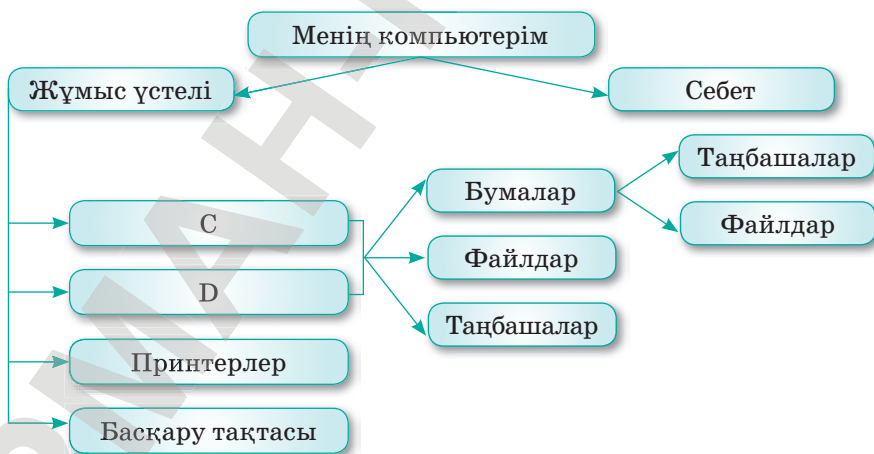 Менің компьютерім
Жұмыс үстелі
Себет
Таңбашалар
Бумалар
Файлдар
C
Файлдар
D
Таңбашалар
Принтерлер
Басқару тақтасы